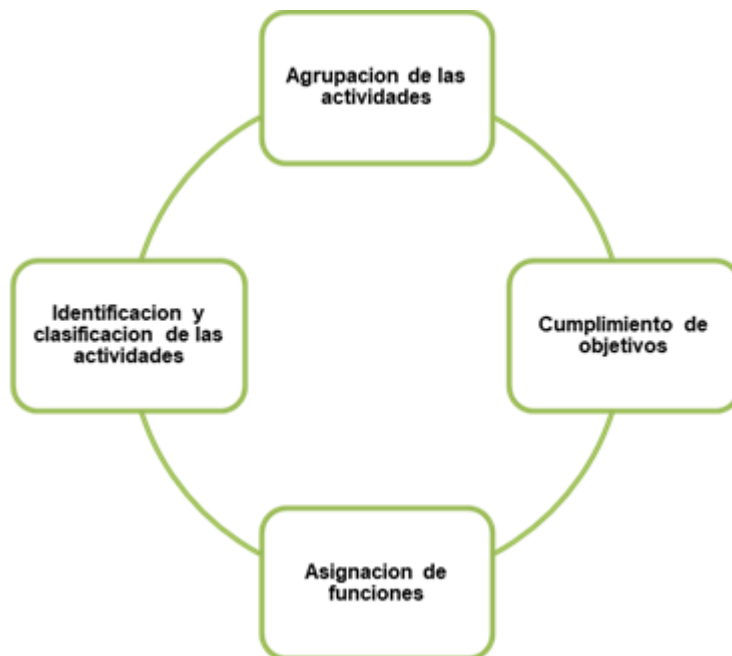 Agrupacion de las
actividades
Identificacion y
clasificacion de las
actividades
Cumplimiento de
objetivos
Asignacion de
funciones